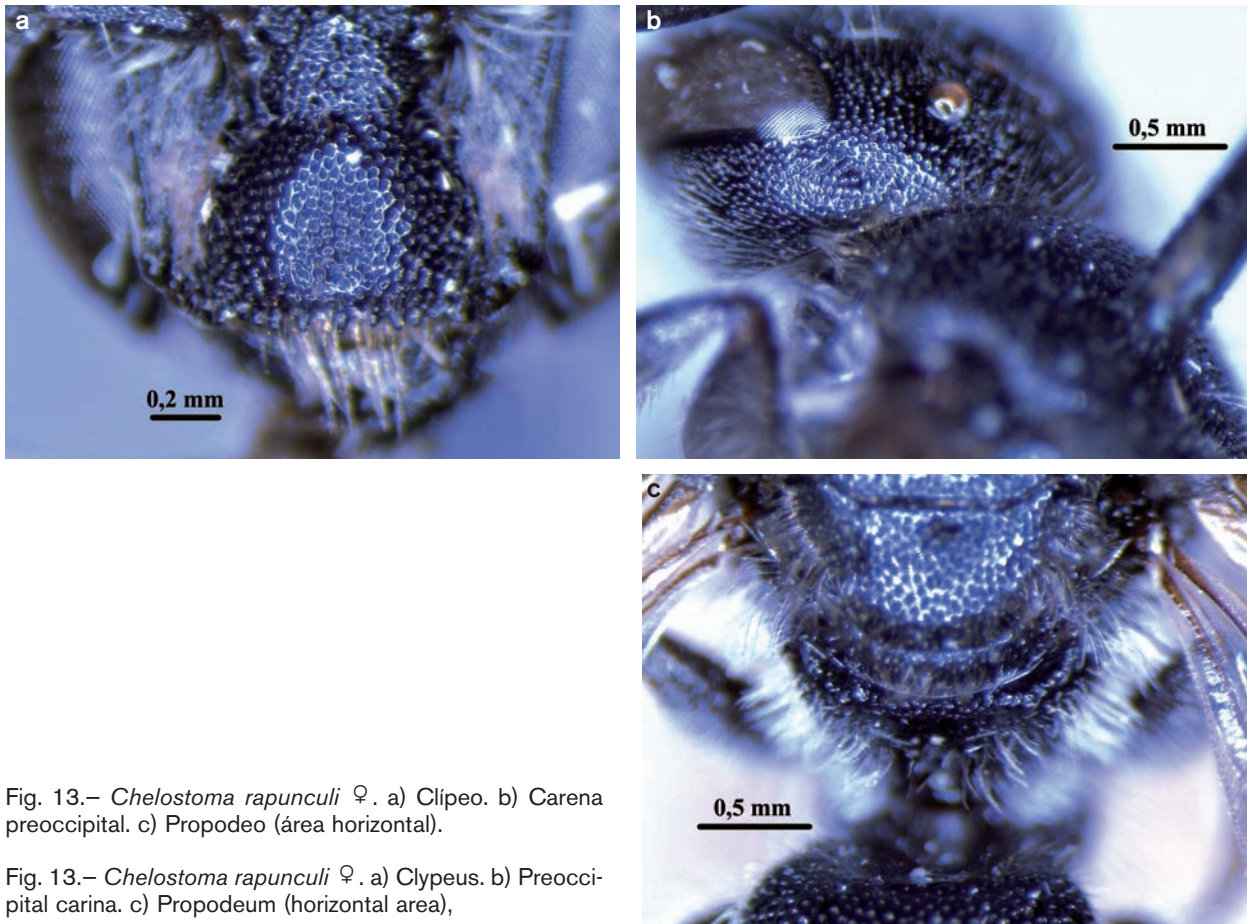 a
0,2 mm
b
0,5 mm
c
0,5 mm
Fig. 13.– Chelostoma rapunculi ♀. a) Clípeo. b) Carena
preoccipital. c) Propodeo (área horizontal).
Fig. 13.– Chelostoma rapunculi ♀. a) Clypeus. b) Preocci-
pital carina. c) Propodeum (horizontal area),